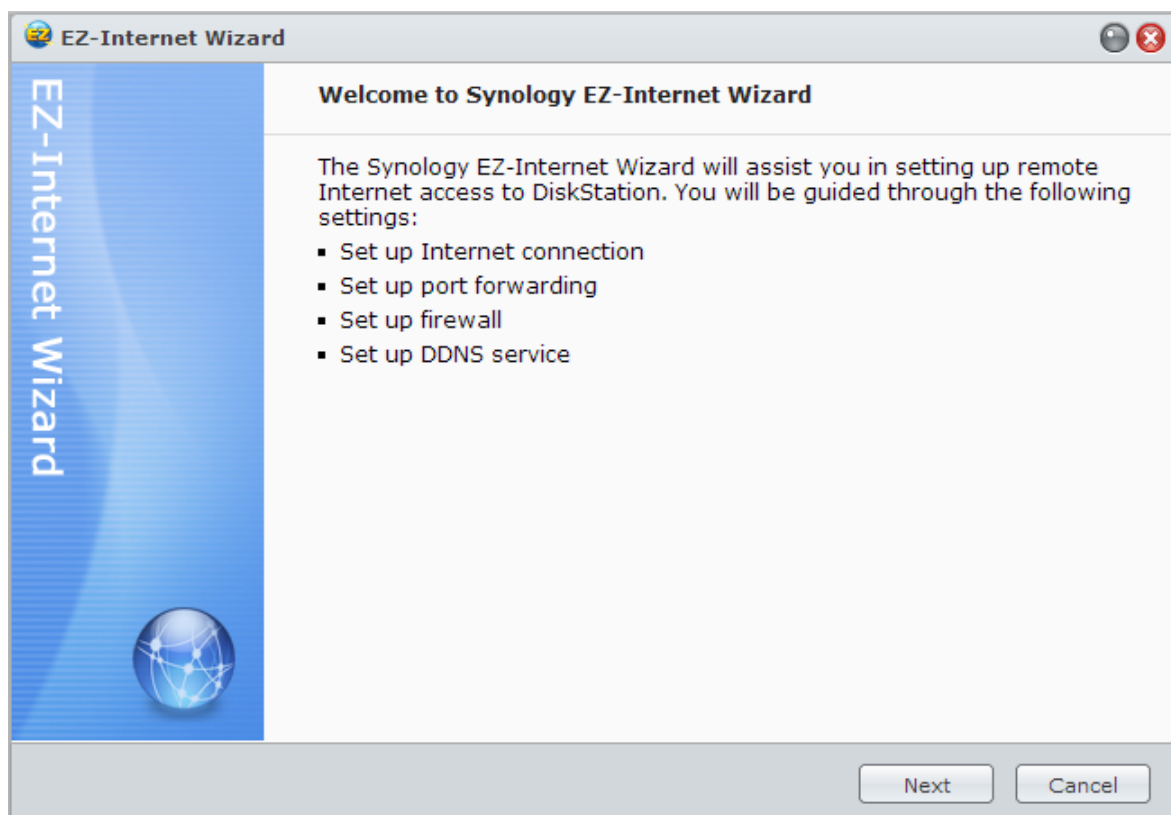 EZ-Internet Wizard
EZ-Internet Wizard
Welcome to Synology EZ-Internet Wizard
The Synology EZ-Internet Wizard will assist you in setting up remote
Internet access to DiskStation. You will be guided through the following
settings:
▪ Set up Internet connection
▪ Set up port forwarding
▪ Set up firewall
▪ Set up DDNS service
Next
Cancel